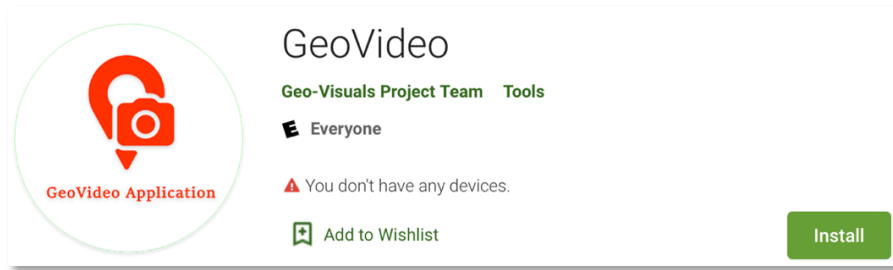 GeoVideo
Geo-Visuals Project Team Tools
E Everyone
You don't have any devices.
Add to Wishlist
Install
GeoVideo Application